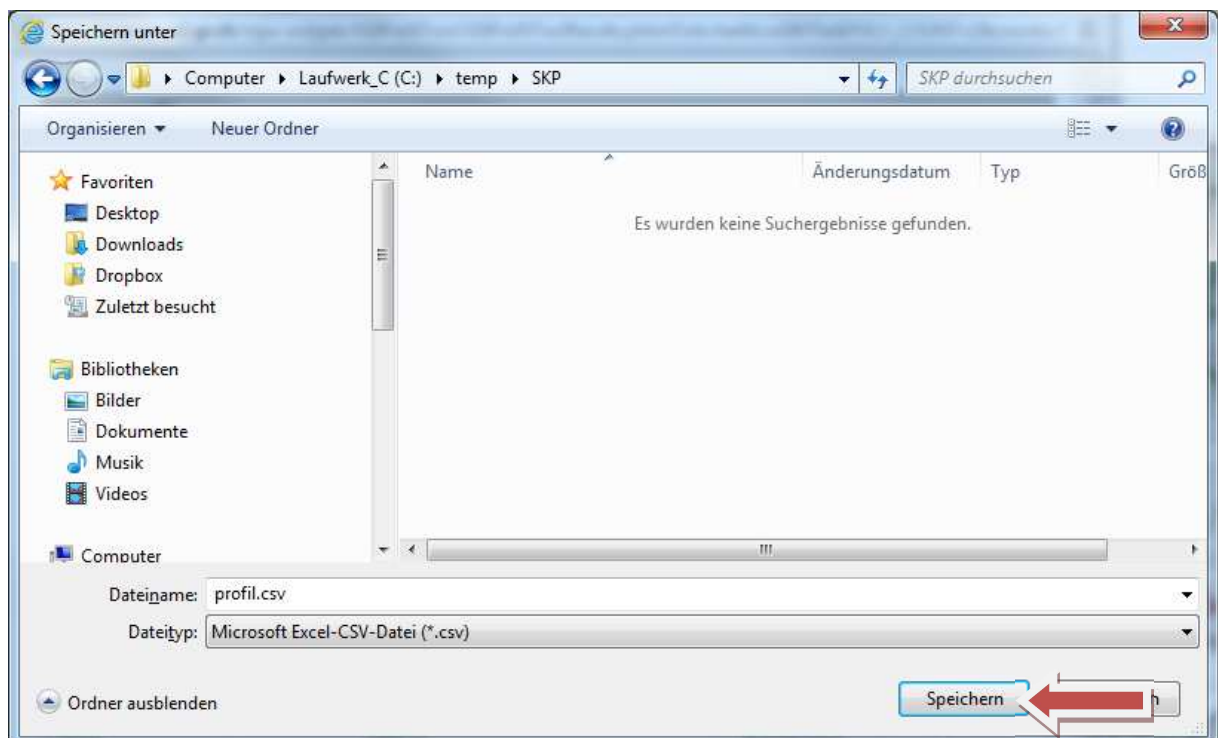 Speichern unter
Computer Laufwerk_C (C:) temp SKP SKP durchsuchen
Organisieren Neuer Ordner
Name Änderungsdatum Typ Größ
Es wurden keine Suchergebnisse gefunden.
Favoriten
Desktop
Downloads
Dropbox
Zuletzt besucht
Bibliotheken
Bilder
Dokumente
Musik
Videos
Computer
Dateiname: profil.csv
Dateityp: Microsoft Excel-CSV-Datei (*.csv)
Ordner ausblenden
Speichern h